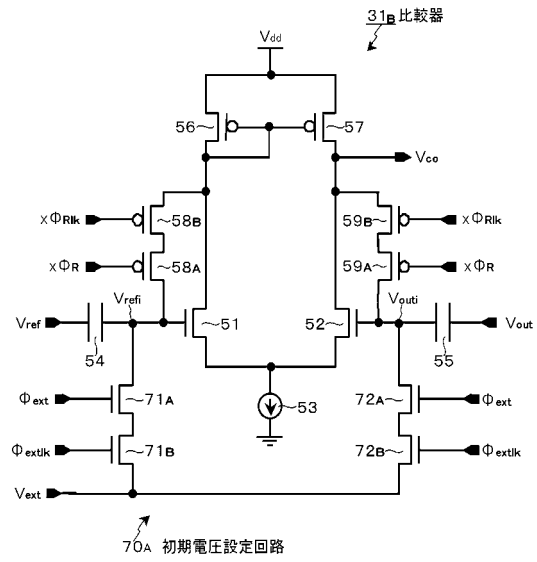 31B 比較器
Vdd
56
57
Vco
xΦRlk
58B
59B
xΦRlk
xΦR
58A
59A
xΦR
Vrefi
Vouti
Vref
51
52
Vout
54
55
Φext
71A
53
72A
Φext
Φextlk
71B
72B
Φextlk
Vext
70A 初期電圧設定回路